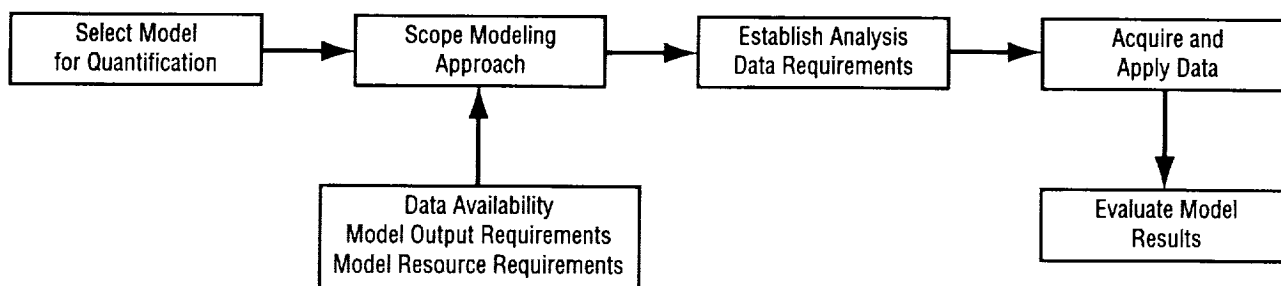 Select Model
for Quantification
Scope Modeling
Approach
Establish Analysis
Data Requirements
Acquire and
Apply Data
Data Availability
Model Output Requirements
Model Resource Requirements
Evaluate Model
Results